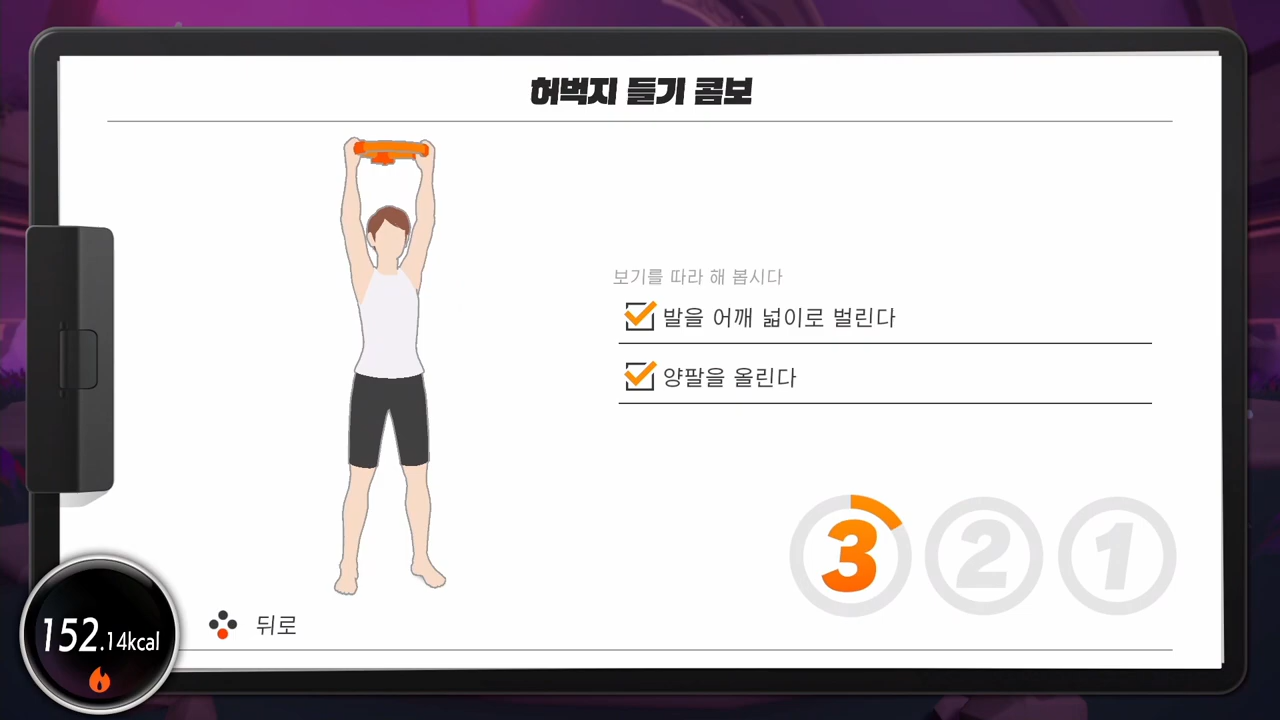 허벅지 들기 콤보
보기를 따라 해 봅시다
발을 어깨 넓이로 벌린다
양팔을 올린다
3 2 1
뒤로
152.14kcal